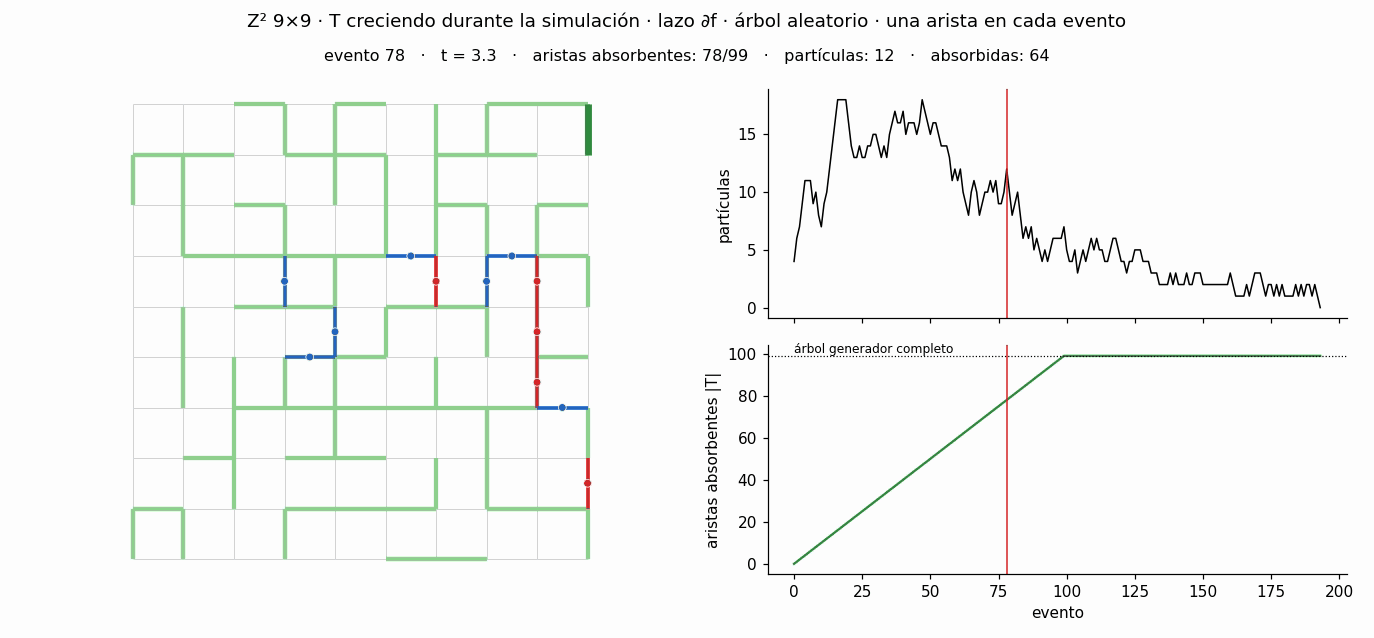 Z² 9×9 · T creciendo durante la simulación · lazo ∂f · árbol aleatorio · una arista en cada evento
evento 78 · t = 3.3 · aristas absorbentes: 78/99 · partículas: 12 · absorbidas: 64
partículas
15
10
5
0
árbol generador completo
aristas absorbentes |T|
100
80
60
40
20
0
0 25 50 75 100 125 150 175 200
evento